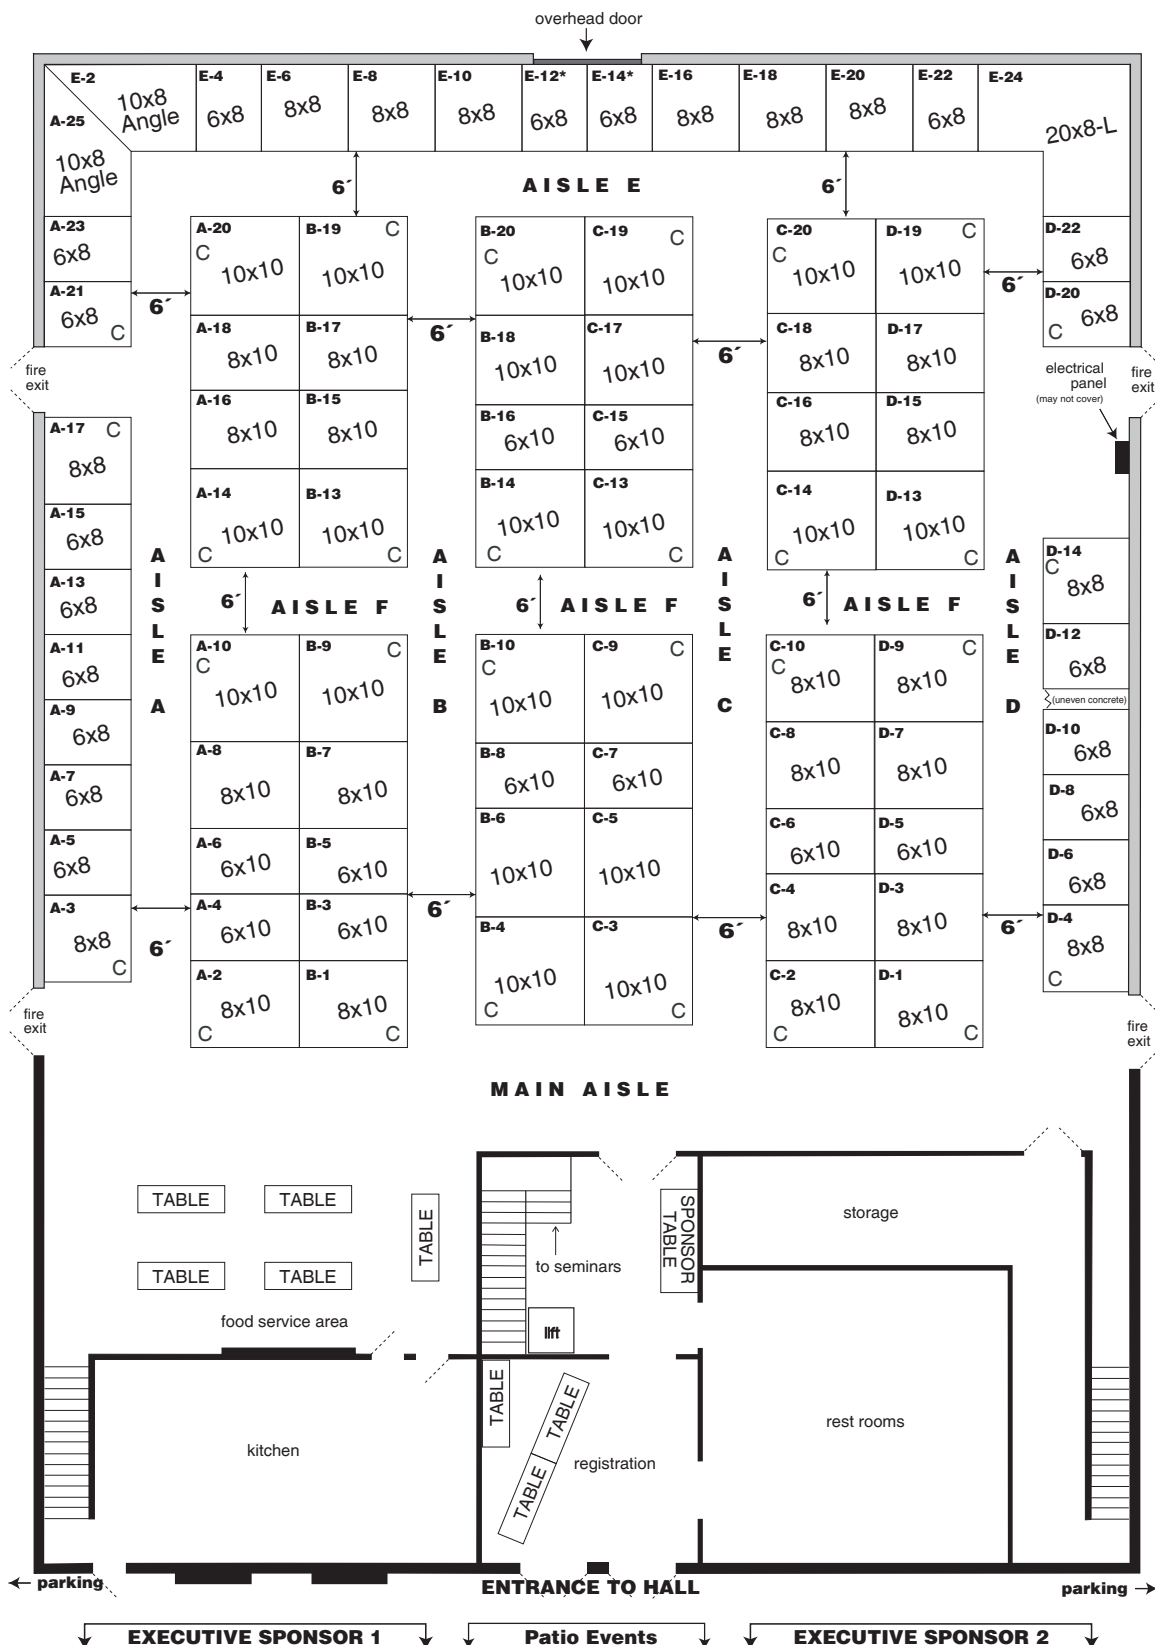 overhead door
E-2
10x8
Angle
E-4
6x8
E-6
8x8
E-8
8x8
E-10
8x8
E-12*
6x8
E-14*
6x8
E-16
8x8
E-18
8x8
E-20
8x8
E-22
6x8
E-24
20x8-L
A-25
10x8
Angle
A-23
6x8
A-21
6x8
C
fire
exit
A-17
C
8x8
A-15
6x8
A-13
6x8
A-11
6x8
A-9
6x8
A-7
6x8
A-5
6x8
A-3
8x8
C
fire
exit
6´
AISLE E
6´
A-20
C
10x10
B-19
C
10x10
A-18
8x10
B-17
8x10
A-16
8x10
B-15
8x10
A-14
10x10
C
B-13
10x10
C
B-20
C
10x10
C-19
C
10x10
B-18
10x10
C-17
10x10
B-16
6x10
C-15
6x10
B-14
10x10
C
C-13
10x10
C
C-20
C
10x10
D-19
C
10x10
C-18
8x10
D-17
8x10
C-16
8x10
D-15
8x10
C-14
10x10
C
D-13
10x10
C
6´
6´
6´
6´
D-22
6x8
D-20
6x8
C
electrical
panel
(may not cover)
fire
exit
AISLE A
AISLE B
AISLE C
AISLE D
6´
AISLE F
6´
AISLE F
6´
AISLE F
A-10
C
10x10
B-9
C
10x10
A-8
8x10
B-7
8x10
A-6
6x10
B-5
6x10
A-4
6x10
B-3
6x10
A-2
8x10
C
B-1
8x10
C
B-10
C
10x10
C-9
C
10x10
B-8
6x10
C-7
6x10
B-6
10x10
C-5
10x10
B-4
10x10
C
C-3
10x10
C
C-10
C
8x10
D-9
C
8x10
C-8
8x10
D-7
8x10
C-6
6x10
D-5
6x10
C-4
8x10
D-3
8x10
C-2
8x10
C
D-1
8x10
C
6´
6´
6´
6´
D-14
C
8x8
D-12
6x8
(uneven concrete)
D-10
6x8
D-8
6x8
D-6
6x8
D-4
8x8
C
fire
exit
MAIN AISLE
TABLE
TABLE
TABLE
TABLE
TABLE
food service area
to seminars
lift
SPONSOR
TABLE
storage
kitchen
TABLE
TABLE
TABLE
registration
rest rooms
parking
ENTRANCE TO HALL
parking
EXECUTIVE SPONSOR 1
Patio Events
EXECUTIVE SPONSOR 2